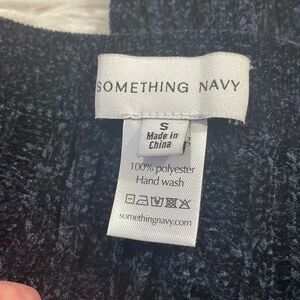 SOMETHING NAVY
S
Made in
China
100% polyester
Hand wash
somethingnavy.com